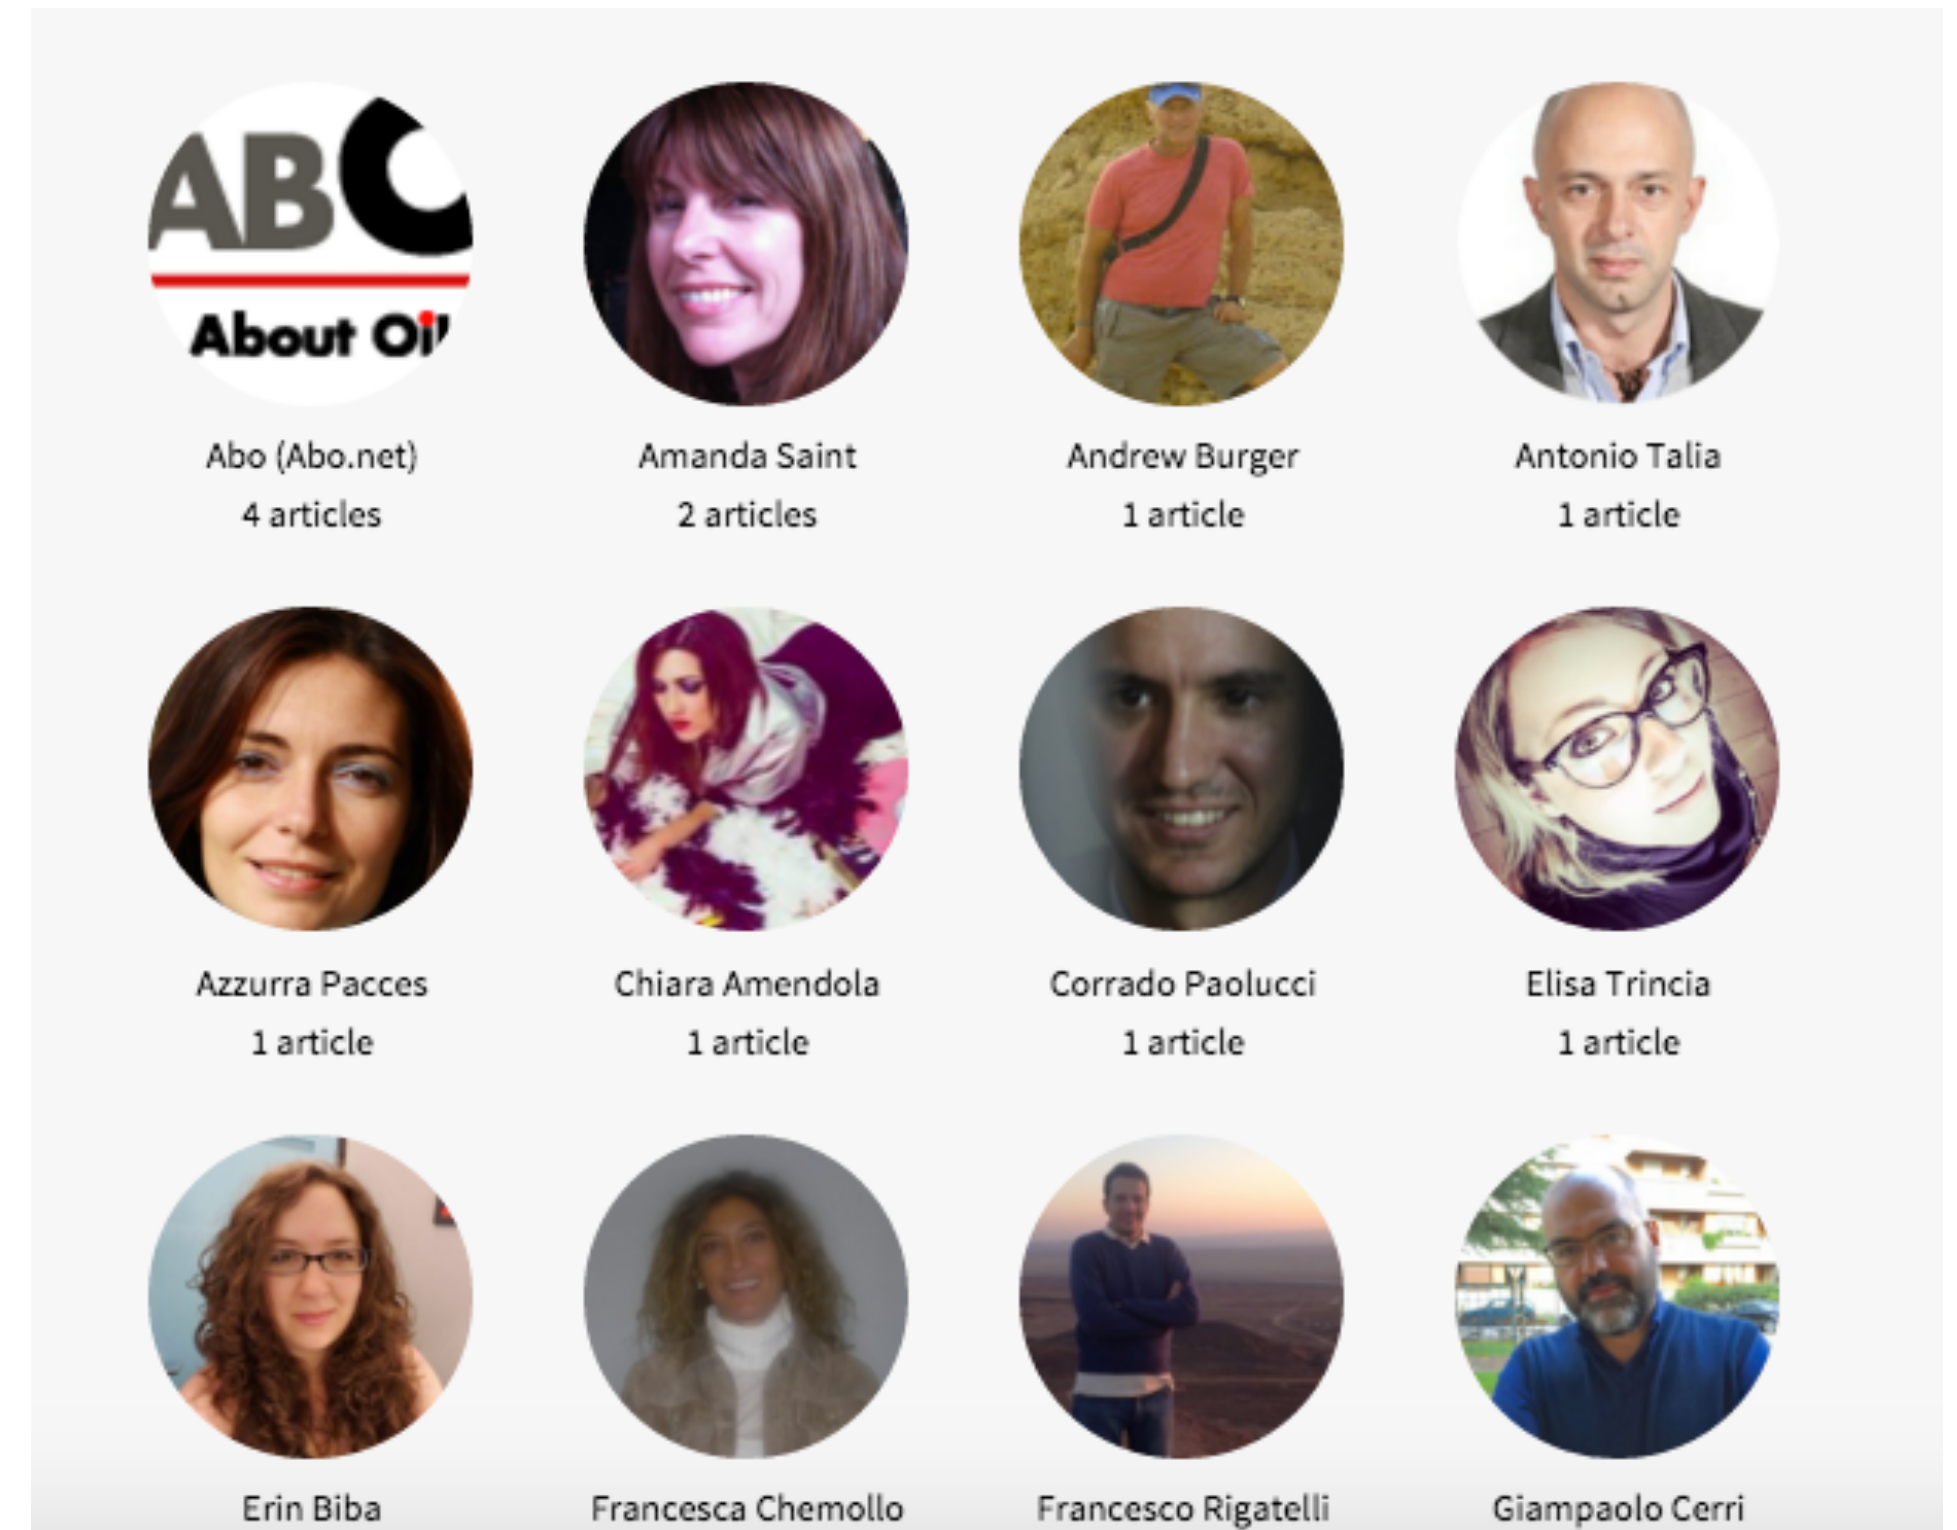 ABO
About Oil
Abo (Abo.net)
Amanda Saint
Andrew Burger
Antonio Talia
4 articles
2 articles
1 article
1 article
Azzurra Pacces
Chiara Amendola
Corrado Paolucci
Elisa Trincia
1 article
1 article
1 article
1 article
Erin Biba
Francesca Chemollo
Francesco Rigatelli
Giampaolo Cerri